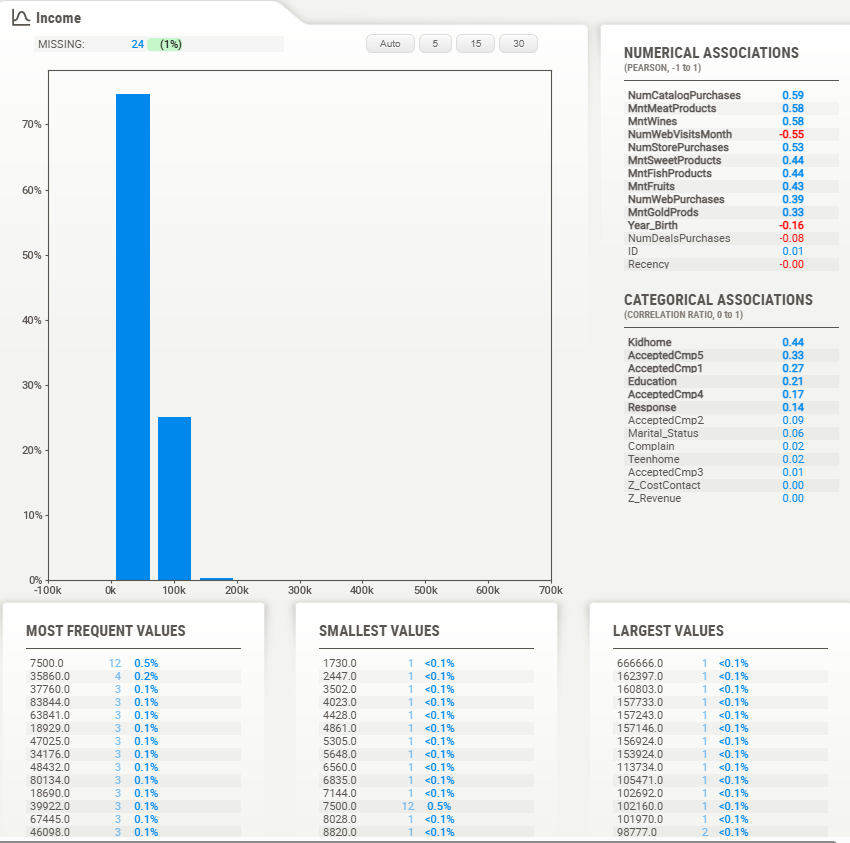 Income
MISSING: 24 (1%)
Auto 5 15 30
70%
60%
50%
40%
30%
20%
10%
0%
-100k 0k 100k 200k 300k 400k 500k 600k 700k
NUMERICAL ASSOCIATIONS
(PEARSON, -1 to 1)
NumCatalogPurchases 0.59
MntMeatProducts 0.58
MntWines 0.58
NumWebVisitsMonth -0.55
NumStorePurchases 0.53
MntSweetProducts 0.44
MntFishProducts 0.44
MntFruits 0.43
NumWebPurchases 0.39
MntGoldProds 0.33
Year_Birth -0.16
NumDealsPurchases -0.08
ID 0.01
Recency -0.00
CATEGORICAL ASSOCIATIONS
(CORRELATION RATIO, 0 to 1)
Kidhome 0.44
AcceptedCmp5 0.33
AcceptedCmp1 0.27
Education 0.21
AcceptedCmp4 0.17
Response 0.14
AcceptedCmp2 0.09
Marital_Status 0.06
Complain 0.02
Teenhome 0.02
AcceptedCmp3 0.01
Z_CostContact 0.00
Z_Revenue 0.00
MOST FREQUENT VALUES
7500.0 12 0.5%
35860.0 4 0.2%
37760.0 3 0.1%
83844.0 3 0.1%
63841.0 3 0.1%
18929.0 3 0.1%
47025.0 3 0.1%
34176.0 3 0.1%
48432.0 3 0.1%
80134.0 3 0.1%
18690.0 3 0.1%
39922.0 3 0.1%
67445.0 3 0.1%
46098.0 3 0.1%
SMALLEST VALUES
1730.0 1 <0.1%
2447.0 1 <0.1%
3502.0 1 <0.1%
4023.0 1 <0.1%
4428.0 1 <0.1%
4861.0 1 <0.1%
5305.0 1 <0.1%
5648.0 1 <0.1%
6560.0 1 <0.1%
6835.0 1 <0.1%
7144.0 1 <0.1%
7500.0 12 0.5%
8028.0 1 <0.1%
8820.0 1 <0.1%
LARGEST VALUES
666666.0 1 <0.1%
162397.0 1 <0.1%
160803.0 1 <0.1%
157733.0 1 <0.1%
157243.0 1 <0.1%
157146.0 1 <0.1%
156924.0 1 <0.1%
153924.0 1 <0.1%
113734.0 1 <0.1%
105471.0 1 <0.1%
102692.0 1 <0.1%
102160.0 1 <0.1%
101970.0 1 <0.1%
98777.0 2 <0.1%